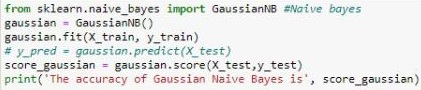 from sklearn.naive_bayes import GaussianNB #Naive bayes
gaussian = GaussianNB()
gaussian.fit(X_train, y_train)
# y_pred = gaussian.predict(X_test)
score_gaussian = gaussian.score(X_test,y_test)
print('The accuracy of Gaussian Naive Bayes is', score_gaussian)